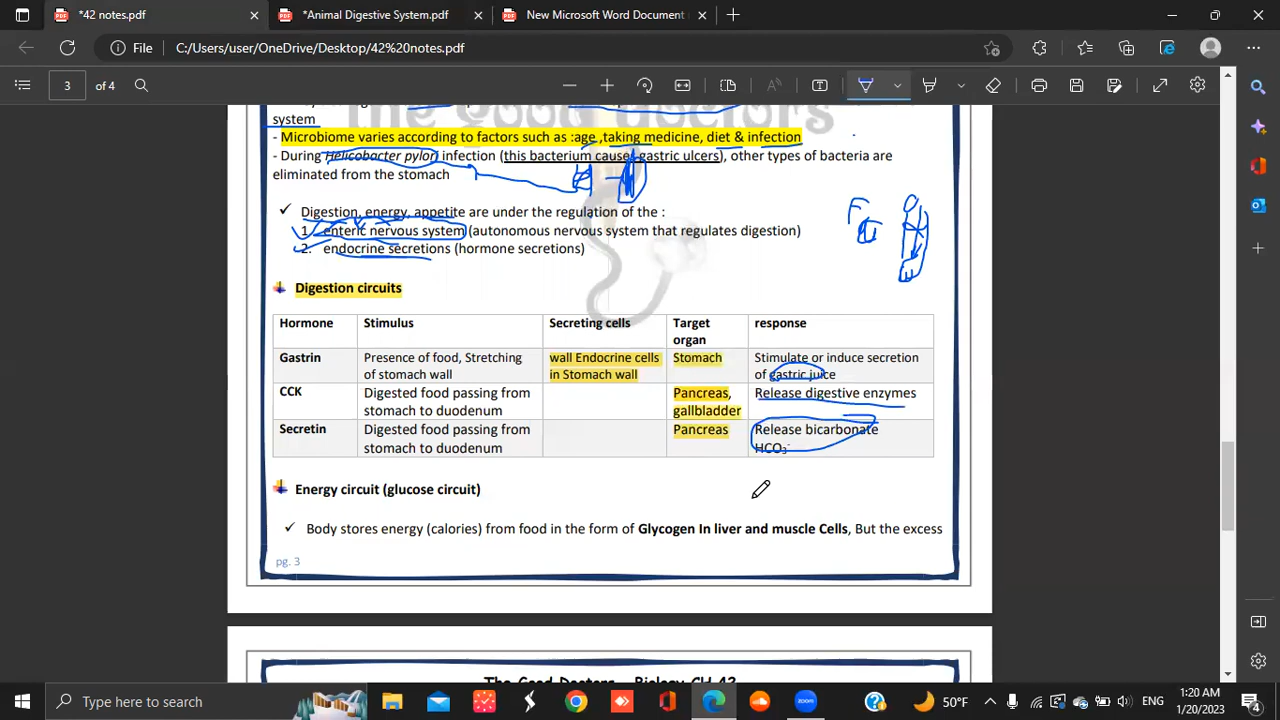 *42 notes.pdf
*Animal Digestive System.pdf
New Microsoft Word Document
File
C:/Users/user/OneDrive/Desktop/42%20notes.pdf
3 of 4
The Good Doctors
system
- Microbiome varies according to factors such as :age ,taking medicine, diet & infection
- During Helicobacter pylori infection (this bacterium causes gastric ulcers), other types of bacteria are
eliminated from the stomach
✓ Digestion, energy, appetite are under the regulation of the :
1. enteric nervous system (autonomous nervous system that regulates digestion)
2. endocrine secretions (hormone secretions)
Digestion circuits
Hormone Stimulus Secreting cells Target organ response
Gastrin Presence of food, Stretching of stomach wall wall Endocrine cells in Stomach wall Stomach Stimulate or induce secretion of gastric juice
CCK Digested food passing from stomach to duodenum Pancreas, gallbladder Release digestive enzymes
Secretin Digested food passing from stomach to duodenum Pancreas Release bicarbonate HCO3-
Energy circuit (glucose circuit)
✓ Body stores energy (calories) from food in the form of Glycogen In liver and muscle Cells, But the excess
pg. 3
Type here to search
50°F
ENG
1:20 AM
1/20/2023
4